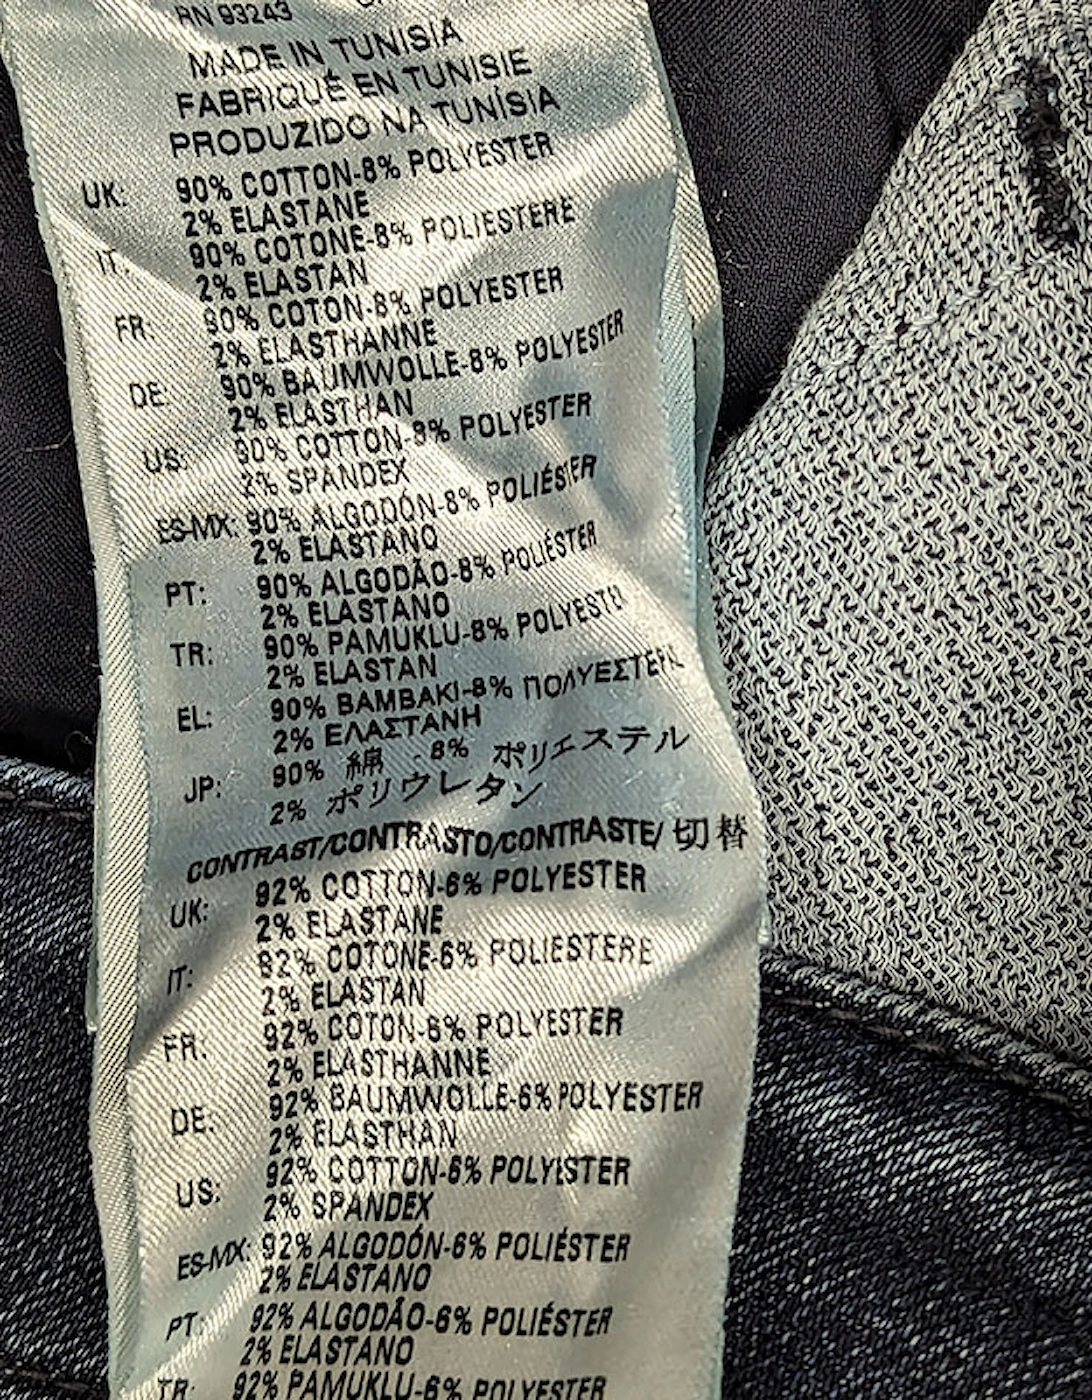 RN 93243
MADE IN TUNISIA
FABRIQUÉ EN TUNISIE
PRODUZIDO NA TUNÍSIA
UK: 90% COTTON-8% POLYESTER
2% ELASTANE
IT: 90% COTONE-8% POLIESTERE
2% ELASTAN
FR: 90% COTON-8% POLYESTER
2% ELASTHANNE
DE: 90% BAUMWOLLE-8% POLYESTER
2% ELASTHAN
US: 90% COTTON-8% POLYESTER
2% SPANDEX
ES-MX: 90% ALGODÓN-8% POLIÉSTER
2% ELASTANO
PT: 90% ALGODÃO-8% POLIÉSTER
2% ELASTANO
TR: 90% PAMUKLU-8% POLYESTU
2% ELASTAN
EL: 90% ΒΑΜΒΑΚΙ-8% ΠΟΛΥΕΣΤΕΡ
2% ΕΛΑΣΤΑΝΗ
JP: 90% 綿 8% ポリエステル
2% ポリウレタン
CONTRAST/CONTRASTO/CONTRASTE/ 切替
UK: 92% COTTON-6% POLYESTER
2% ELASTANE
IT: 92% COTONE-6% POLIESTERE
2% ELASTAN
FR: 92% COTON-6% POLYESTER
2% ELASTHANNE
DE: 92% BAUMWOLLE-6% POLYESTER
2% ELASTHAN
US: 92% COTTON-6% POLYESTER
2% SPANDEX
ES-MX: 92% ALGODÓN-6% POLIÉSTER
2% ELASTANO
PT: 92% ALGODÃO-6% POLIÉSTER
2% ELASTANO
TR: 92% PAMUKLU-6% POLYESTER